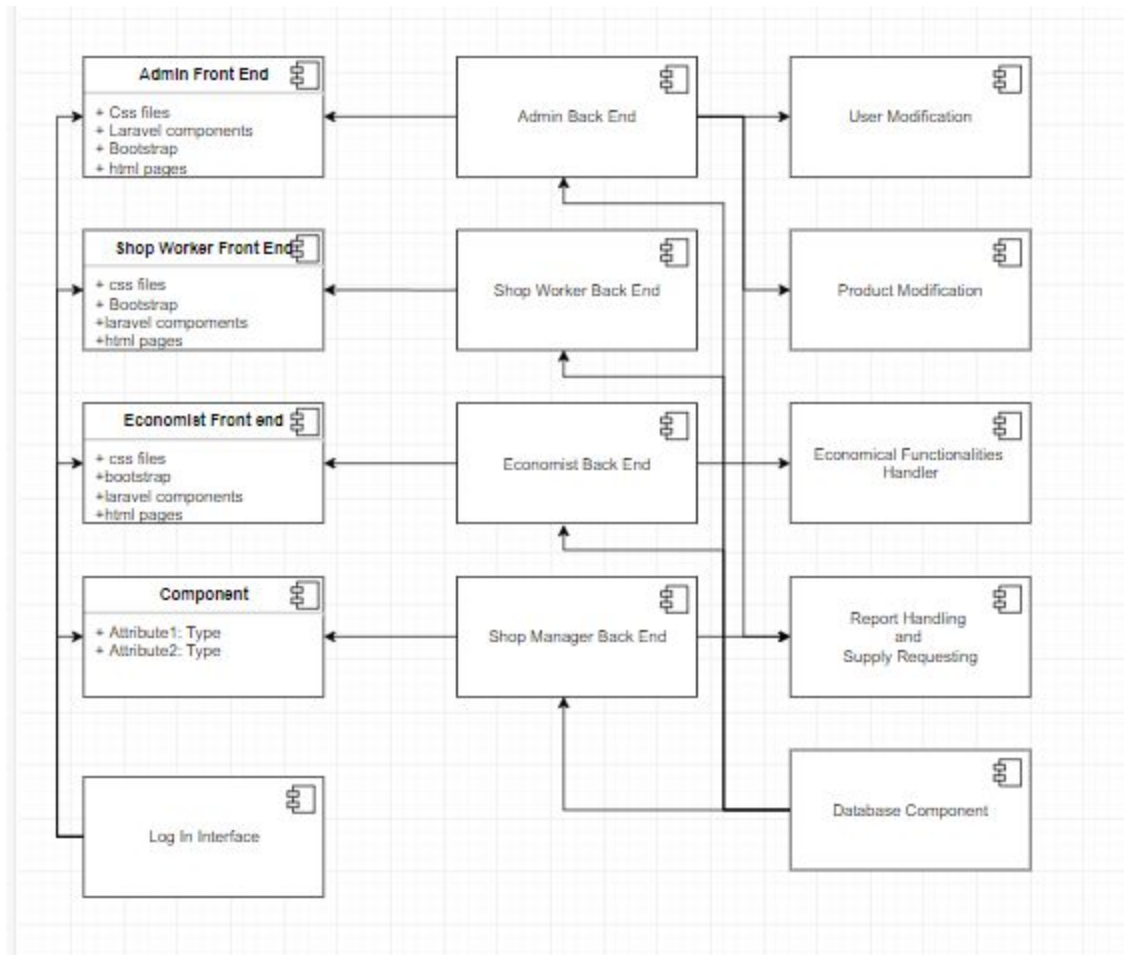 Admin Front End
+ Css files
+ Laravel components
+ Bootstrap
+ html pages
Admin Back End
User Modification
Shop Worker Front End
+ css files
+ Bootstrap
+laravel compoments
+html pages
Shop Worker Back End
Product Modification
Economist Front end
+ css files
+bootstrap
+laravel components
+html pages
Economist Back End
Economical Functionalities
Handler
Component
+ Attribute1: Type
+ Attribute2: Type
Shop Manager Back End
Report Handling
and
Supply Requesting
Log In Interface
Database Component